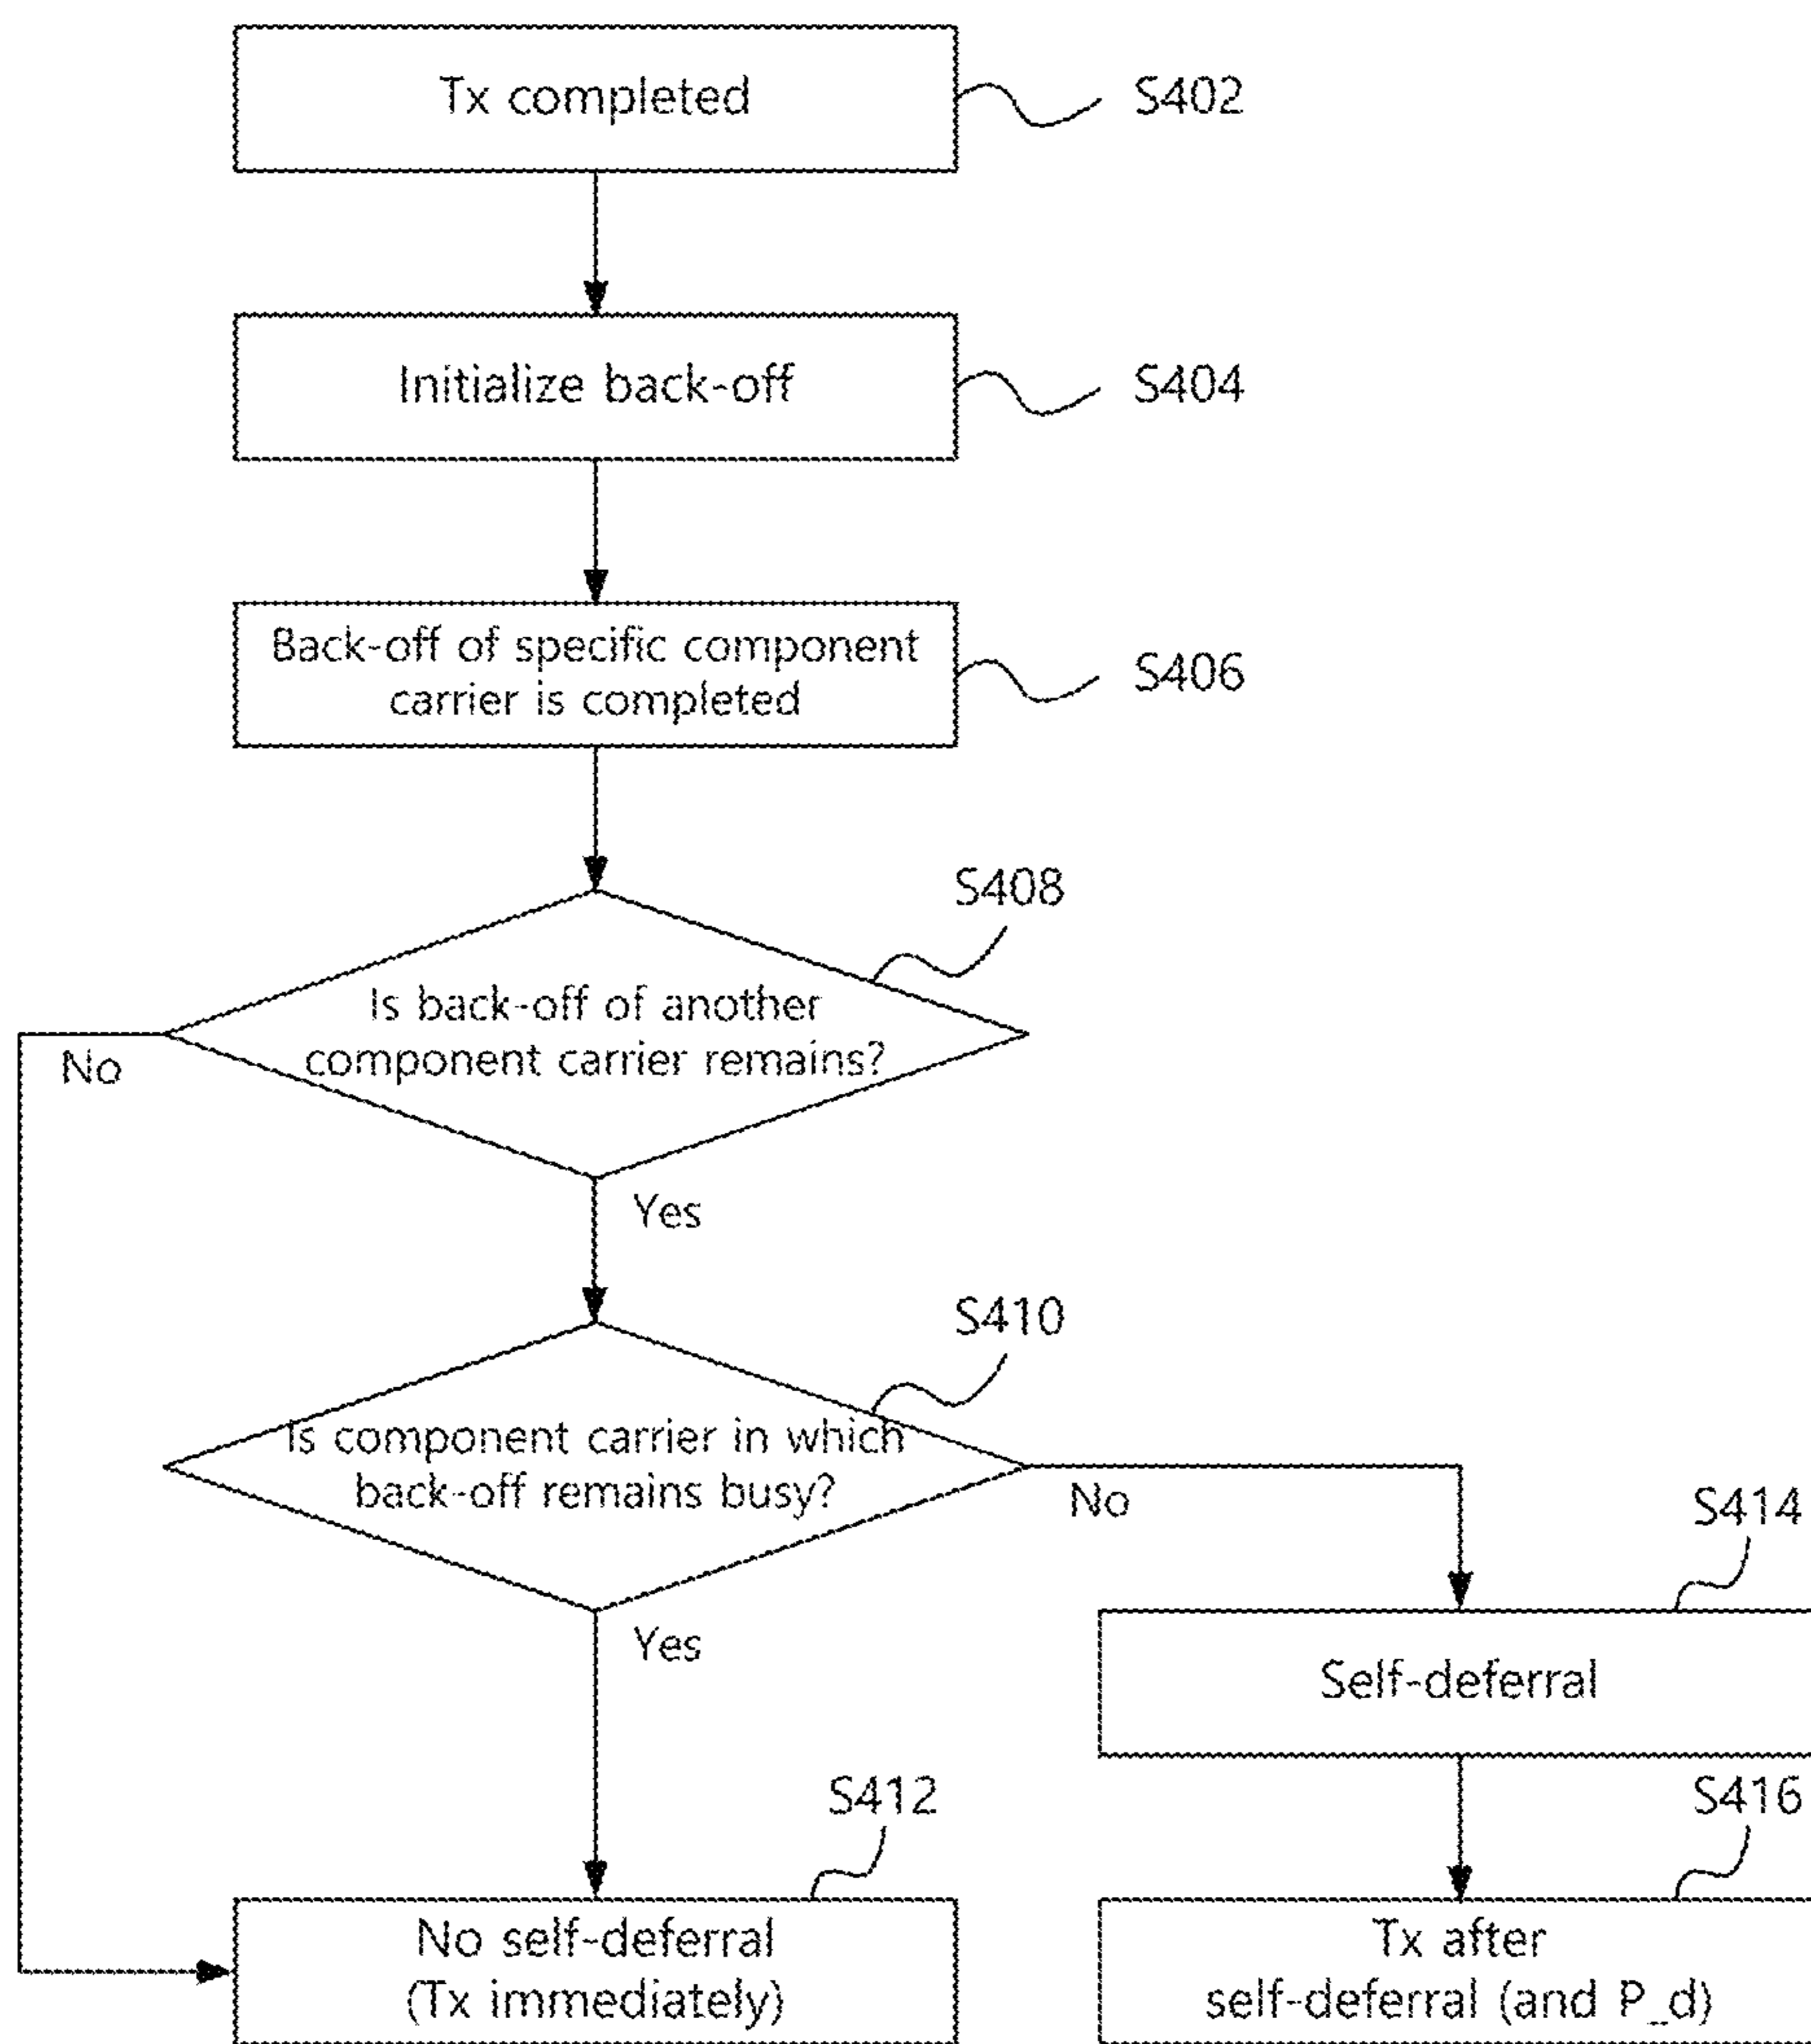 Tx completed
S402
Initialize back-off
S404
Back-off of specific component
carrier is completed
S406
S408
Is back-off of another
component carrier remains?
No
Yes
S410
Is component carrier in which
back-off remains busy?
No
S414
Yes
Self-deferral
S412
S416
No self-deferral
(Tx immediately)
Tx after
self-deferral (and P_d)